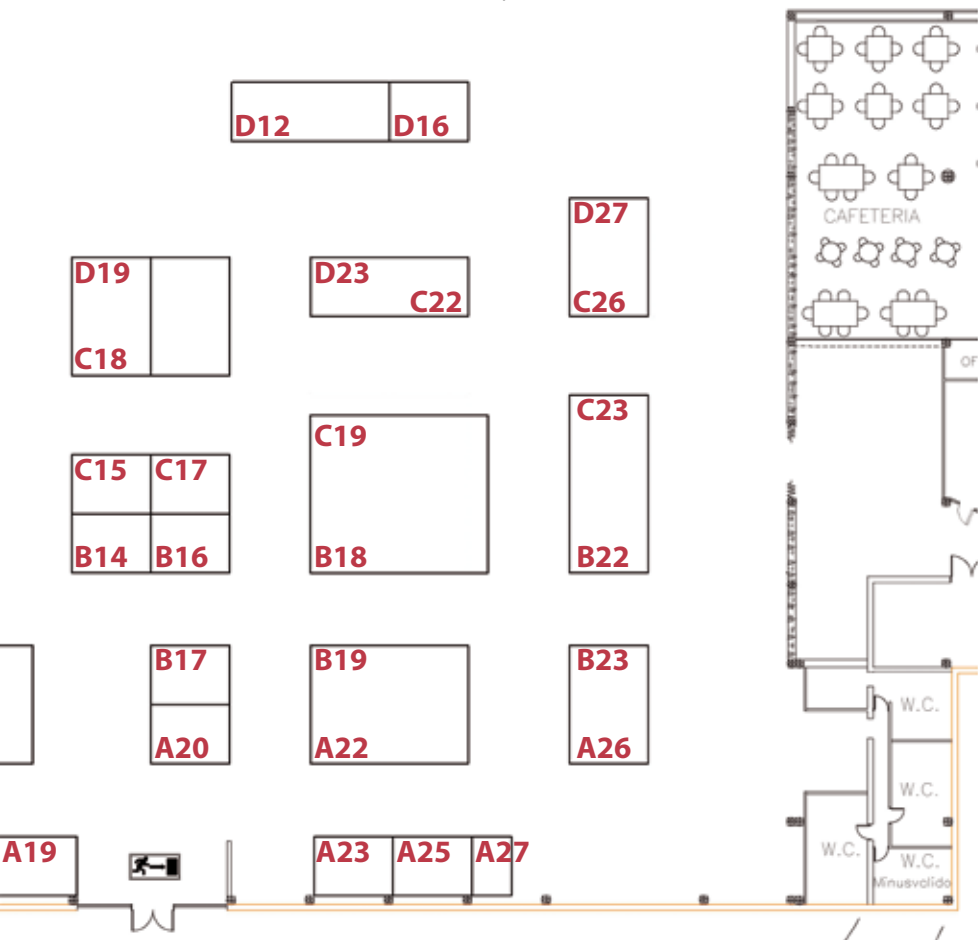 D12 D16
CAFETERIA
D27
C26
D19
C18
D23
C22
C23
B22
C19
B18
C15 C17
B14 B16
B17
A20
B19
A22
B23
A26
W.C.
W.C.
W.C.
W.C.
Minusvolido
A19
A23 A25 A27